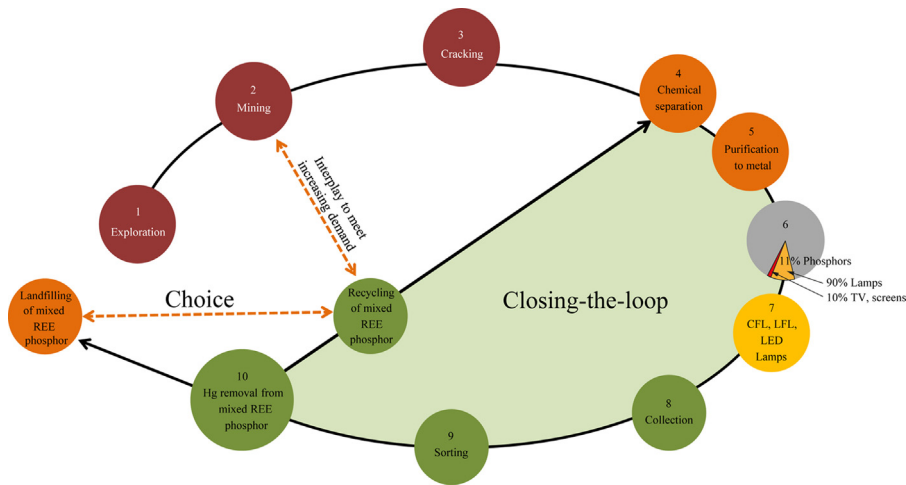 1
Exploration
2
Mining
3
Cracking
4
Chemical
separation
5
Purification
to metal
6
11% Phosphors
90% Lamps
10% TV, screens
7
CFL, LFL,
LED
Lamps
8
Collection
9
Sorting
10
Hg removal from
mixed REE
phosphor
Recycling of
mixed REE
phosphor
Landfilling
of mixed
REE
phosphor
Choice
Interplay to meet
increasing demand
Closing-the-loop